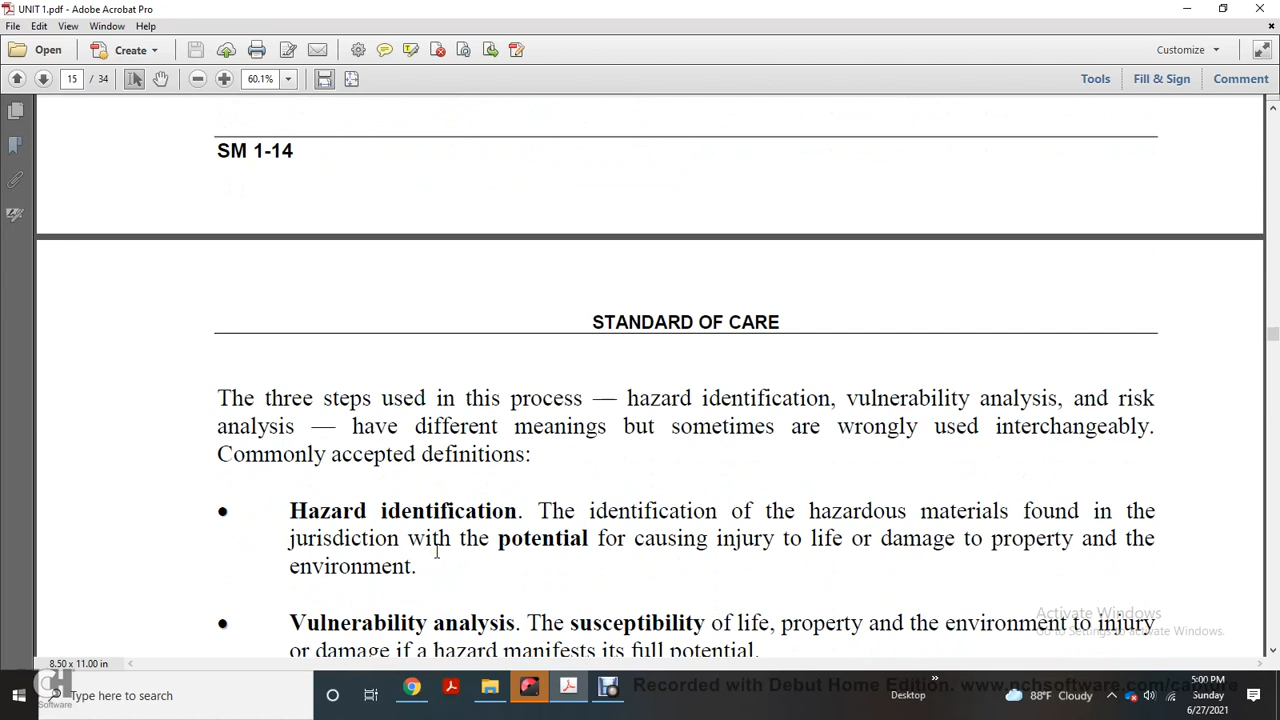 UNIT 1.pdf - Adobe Acrobat Pro
File Edit View Window Help
Open Create Customize
15 / 34 60.1% Tools Fill & Sign Comment
SM 1-14
STANDARD OF CARE
The three steps used in this process — hazard identification, vulnerability analysis, and risk
analysis — have different meanings but sometimes are wrongly used interchangeably.
Commonly accepted definitions:
• Hazard identification. The identification of the hazardous materials found in the
jurisdiction with the potential for causing injury to life or damage to property and the
environment.
• Vulnerability analysis. The susceptibility of life, property and the environment to injury
or damage if a hazard manifests its full potential.
Activate Windows
Go to Settings to activate Windows.
8.50 x 11.00 in
Recorded with Debut Home Edition. www.nchsoftware.com/capture
NCH
Software
Type here to search
Desktop
88°F Cloudy
5:00 PM
Sunday
6/27/2021